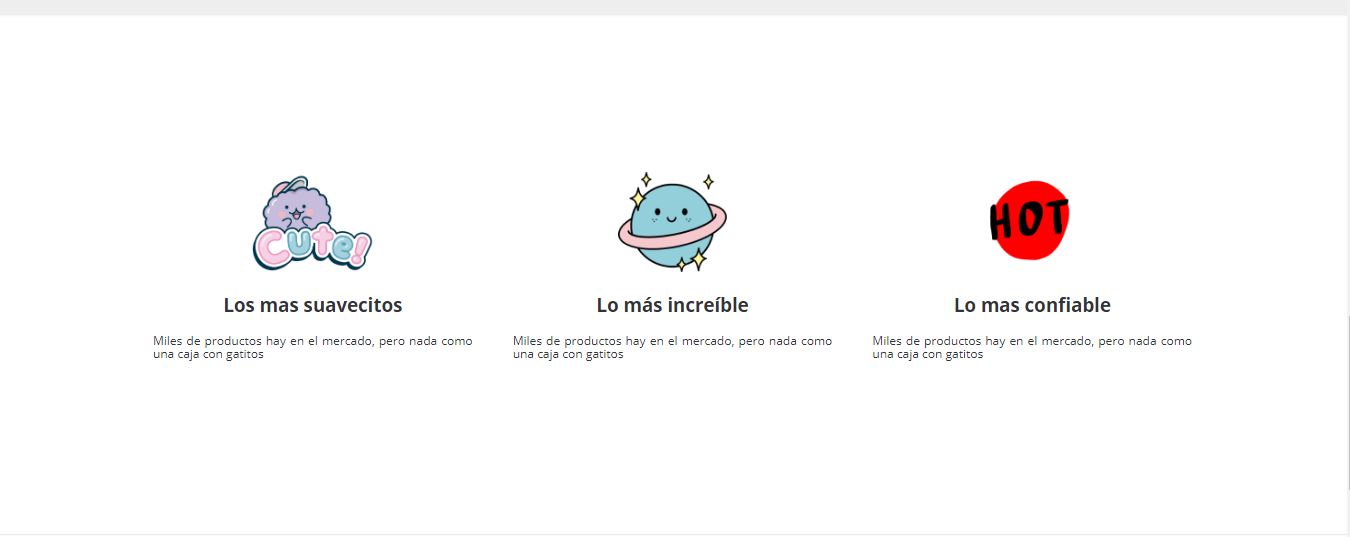 Cute!
HOT
Los mas suavecitos
Lo más increíble
Lo mas confiable
Miles de productos hay en el mercado, pero nada como
una caja con gatitos
Miles de productos hay en el mercado, pero nada como
una caja con gatitos
Miles de productos hay en el mercado, pero nada como
una caja con gatitos